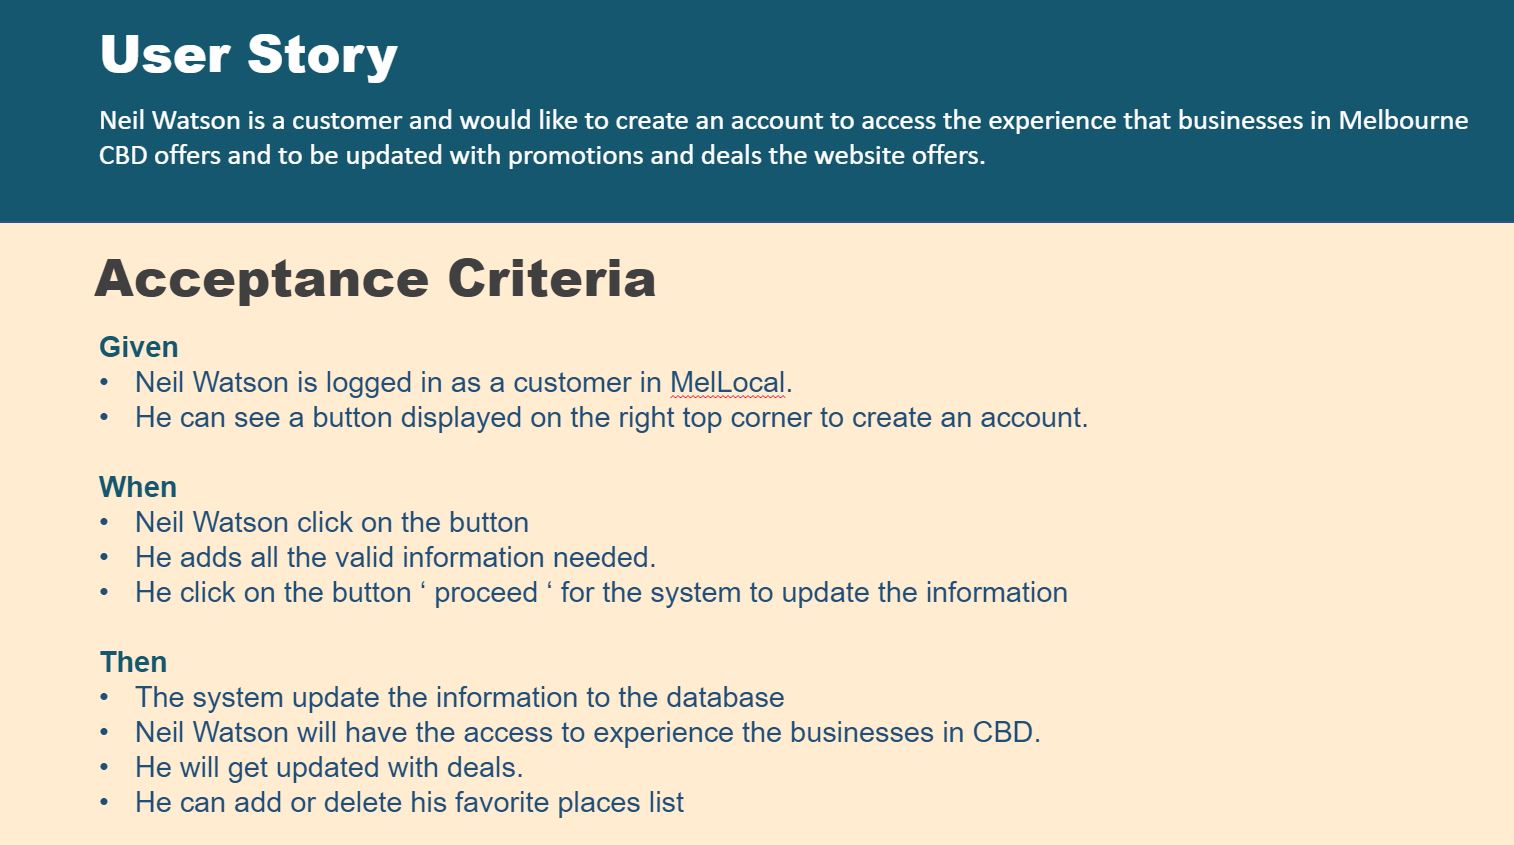 User Story
Neil Watson is a customer and would like to create an account to access the experience that businesses in Melbourne
CBD offers and to be updated with promotions and deals the website offers.
Acceptance Criteria
Given
• Neil Watson is logged in as a customer in MelLocal.
• He can see a button displayed on the right top corner to create an account.
When
• Neil Watson click on the button
• He adds all the valid information needed.
• He click on the button ‘ proceed ‘ for the system to update the information
Then
• The system update the information to the database
• Neil Watson will have the access to experience the businesses in CBD.
• He will get updated with deals.
• He can add or delete his favorite places list